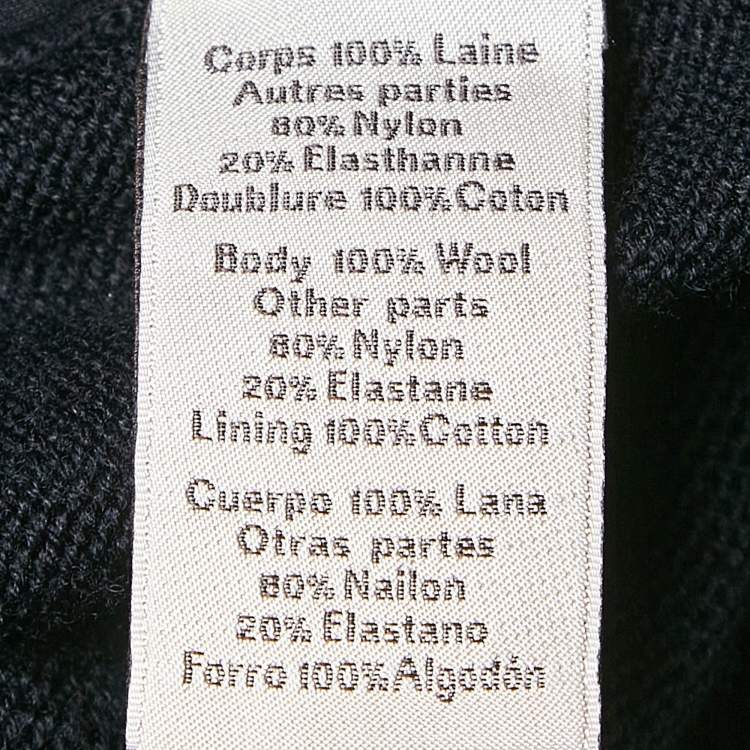 Corps 100% Laine
Autres parties
80% Nylon
20% Elasthanne
Doublure 100% Coton
Body 100% Wool
Other parts
80% Nylon
20% Elastane
Lining 100% Cotton
Cuerpo 100% Lana
Otras partes
80% Nailon
20% Elastano
Forro 100% Algodón